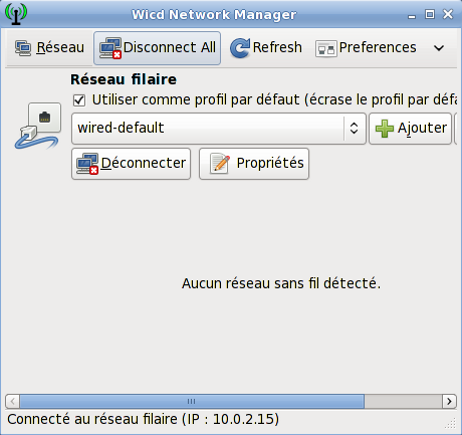 Wicd Network Manager
Réseau Disconnect All Refresh Preferences
Réseau filaire
Utiliser comme profil par défaut (écrase le profil par défa
wired-default Ajouter
Déconnecter Propriétés
Aucun réseau sans fil détecté.
Connecté au réseau filaire (IP : 10.0.2.15)